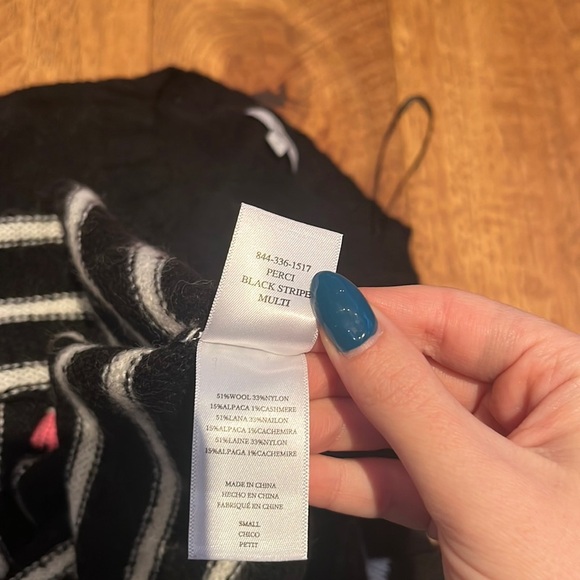 844-336-1517
PERCI
BLACK STRIPE
MULTI
51%WOOL 33%NYLON
15%ALPACA 1%CASHMERE
51%LANA 33%NAILON
15%ALPACA 1%CACHEMIRA
51%LAINE 33%NYLON
15%ALPAGA 1%CACHEMIRE
MADE IN CHINA
HECHO EN CHINA
FABRIQUÉ EN CHINE
SMALL
CHICO
PETIT